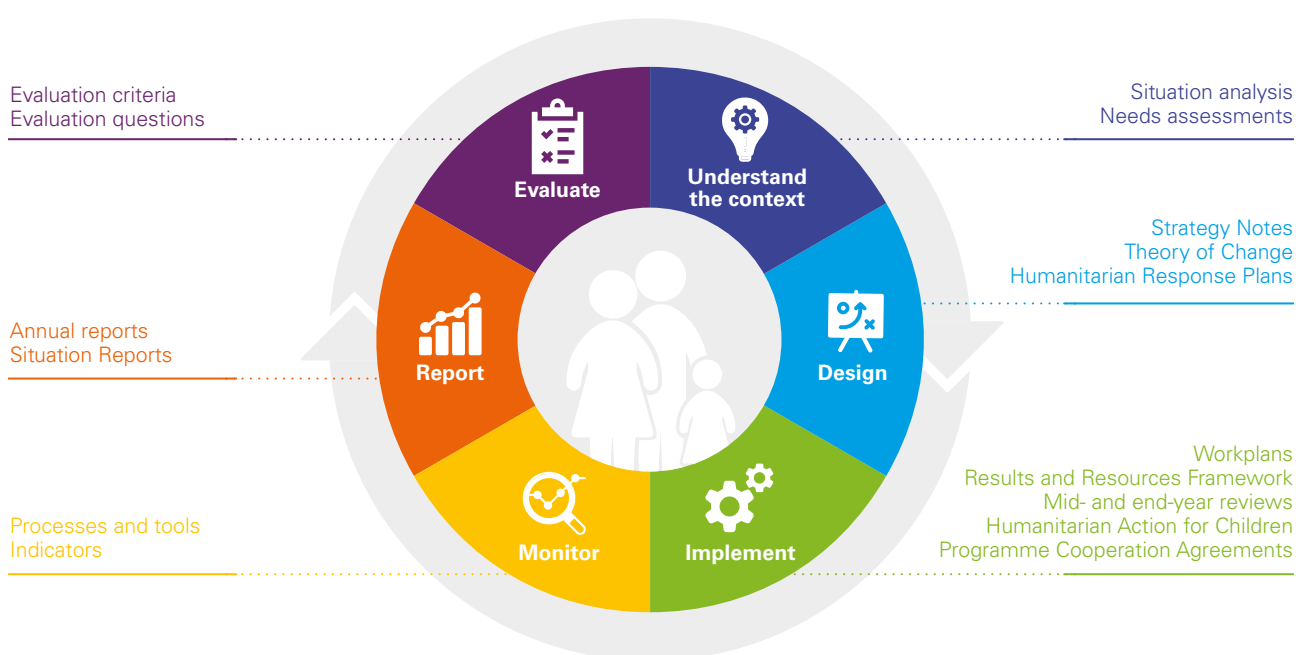 Evaluation criteria
Evaluation questions
Situation analysis
Needs assessments
Evaluate
Understand
the context
Strategy Notes
Theory of Change
Humanitarian Response Plans
Annual reports
Situation Reports
Report
Design
Workplans
Results and Resources Framework
Mid- and end-year reviews
Humanitarian Action for Children
Programme Cooperation Agreements
Processes and tools
Indicators
Monitor
Implement